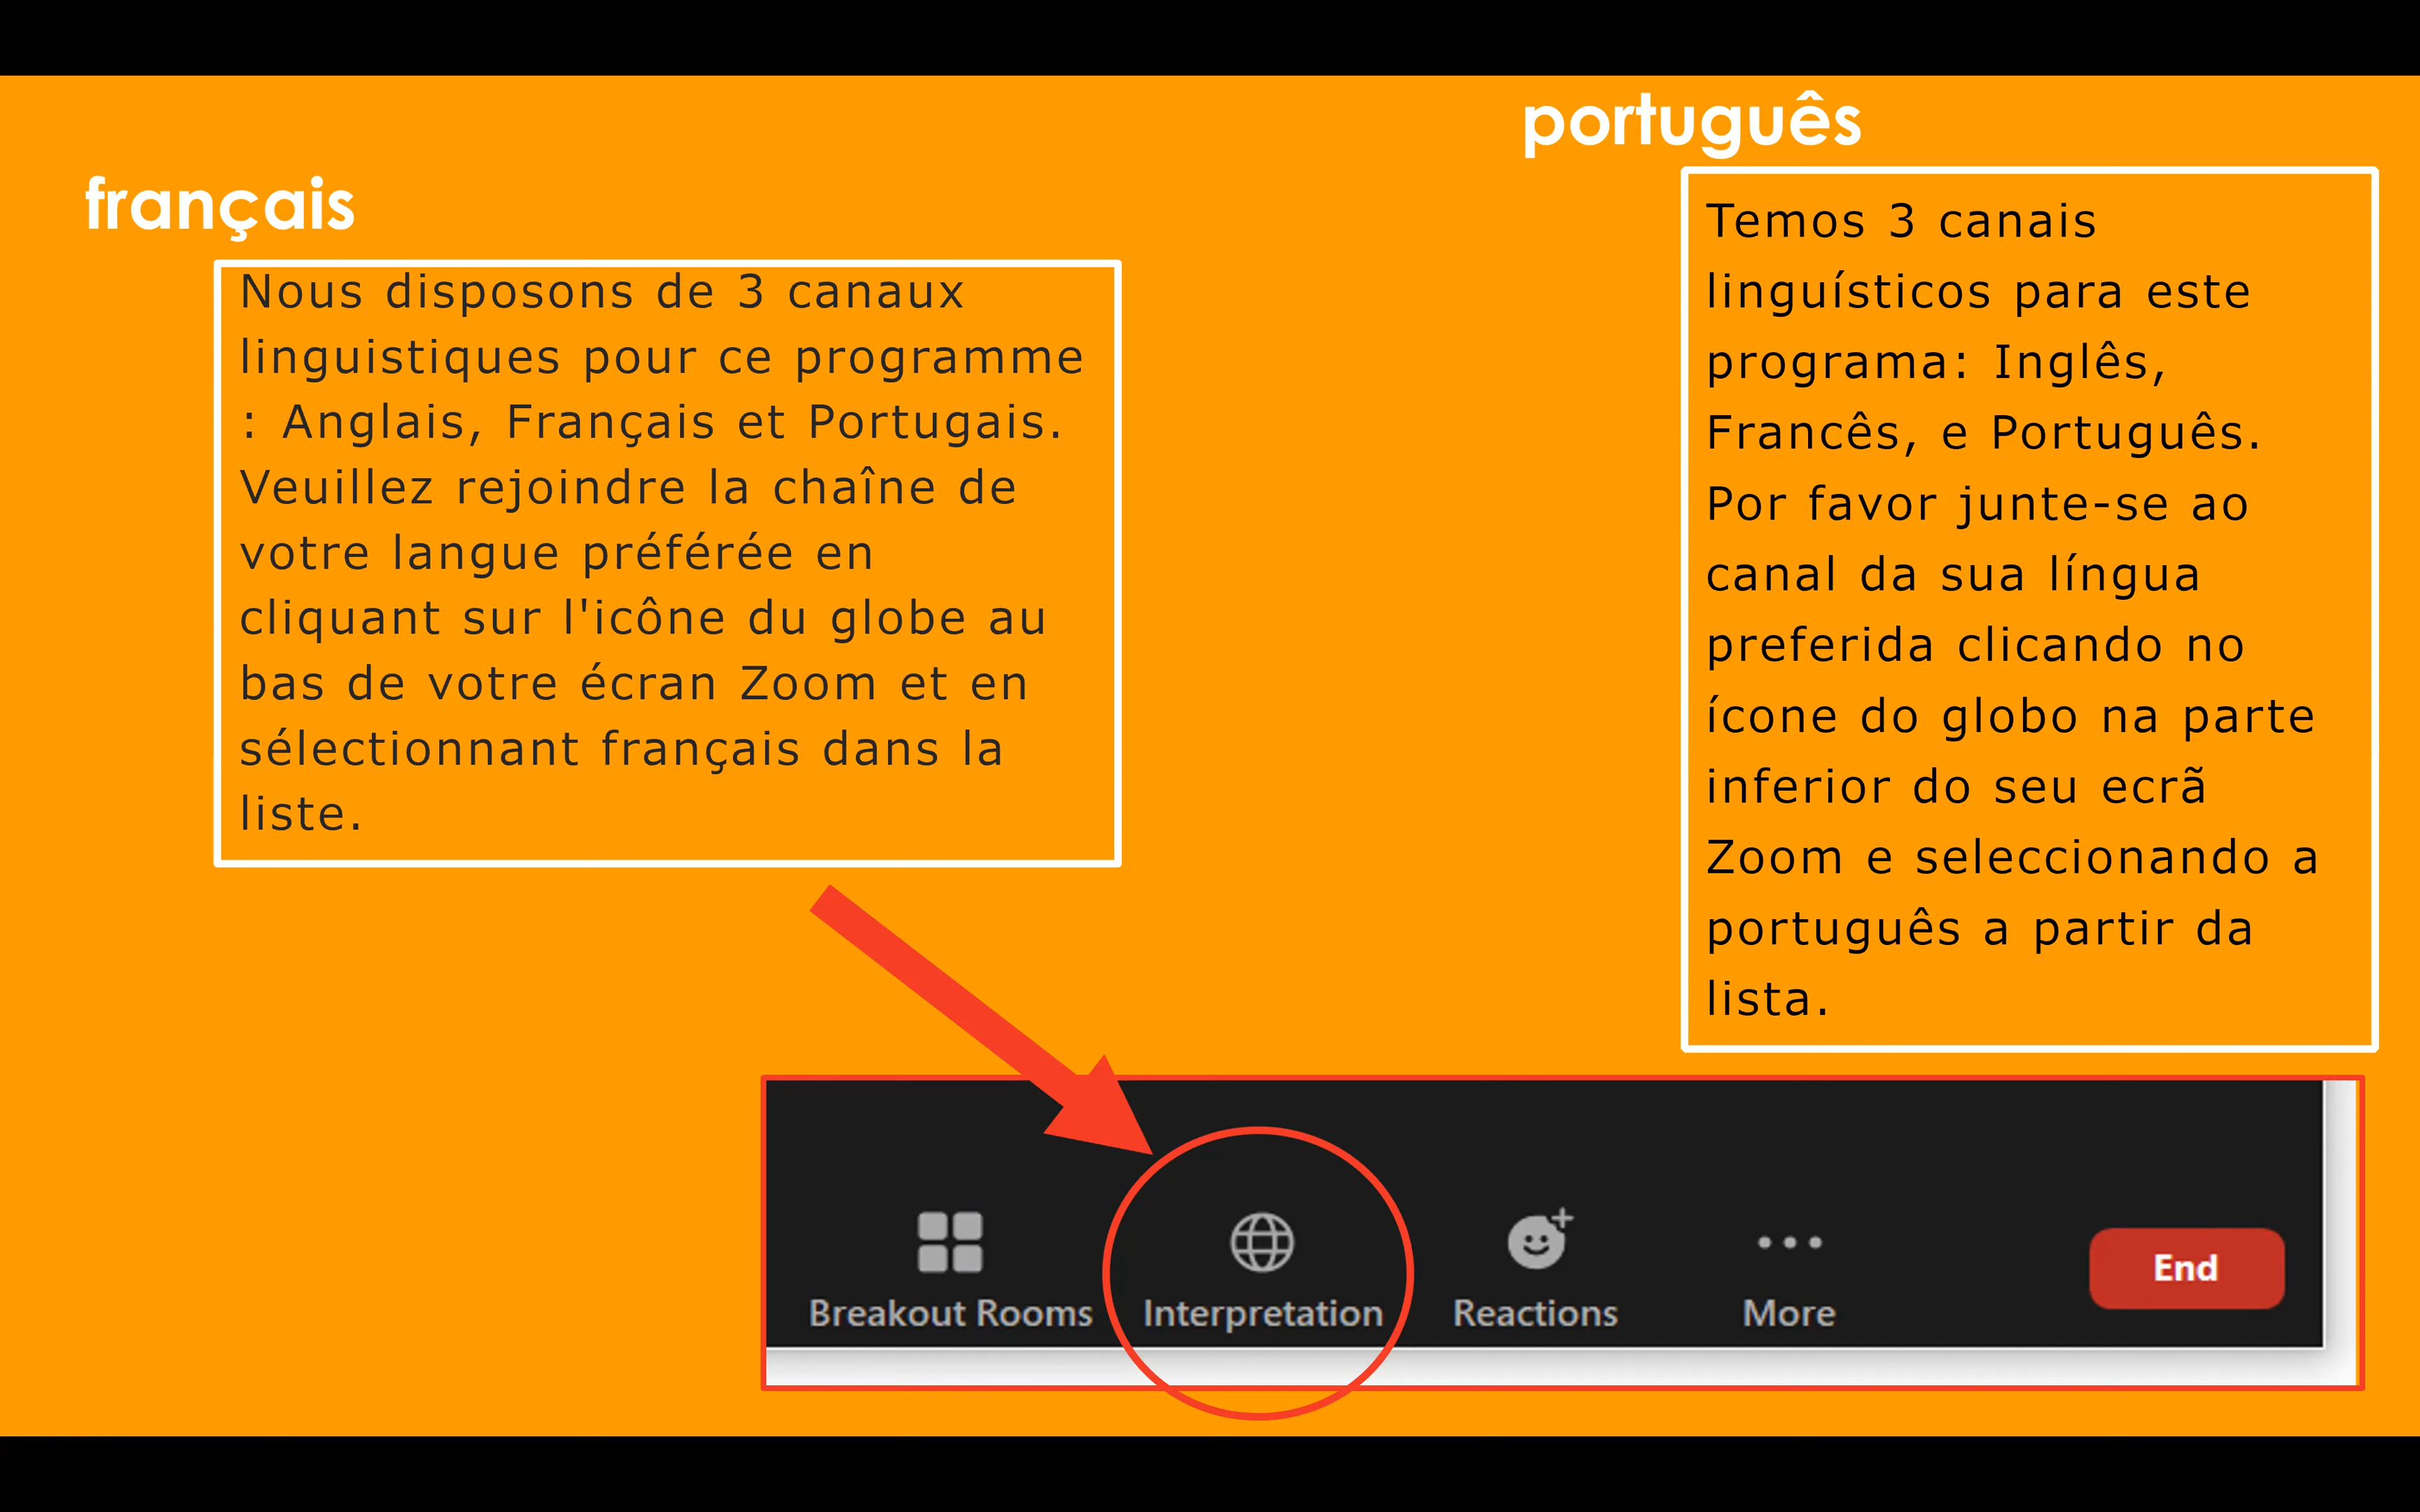 français
Nous disposons de 3 canaux
linguistiques pour ce programme
: Anglais, Français et Portugais.
Veuillez rejoindre la chaîne de
votre langue préférée en
cliquant sur l'icône du globe au
bas de votre écran Zoom et en
sélectionnant français dans la
liste.
português
Temos 3 canais
linguísticos para este
programa: Inglês,
Francês, e Português.
Por favor junte-se ao
canal da sua língua
preferida clicando no
ícone do globo na parte
inferior do seu ecrã
Zoom e seleccionando a
português a partir da
lista.
Breakout Rooms
Interpretation
Reactions
More
End